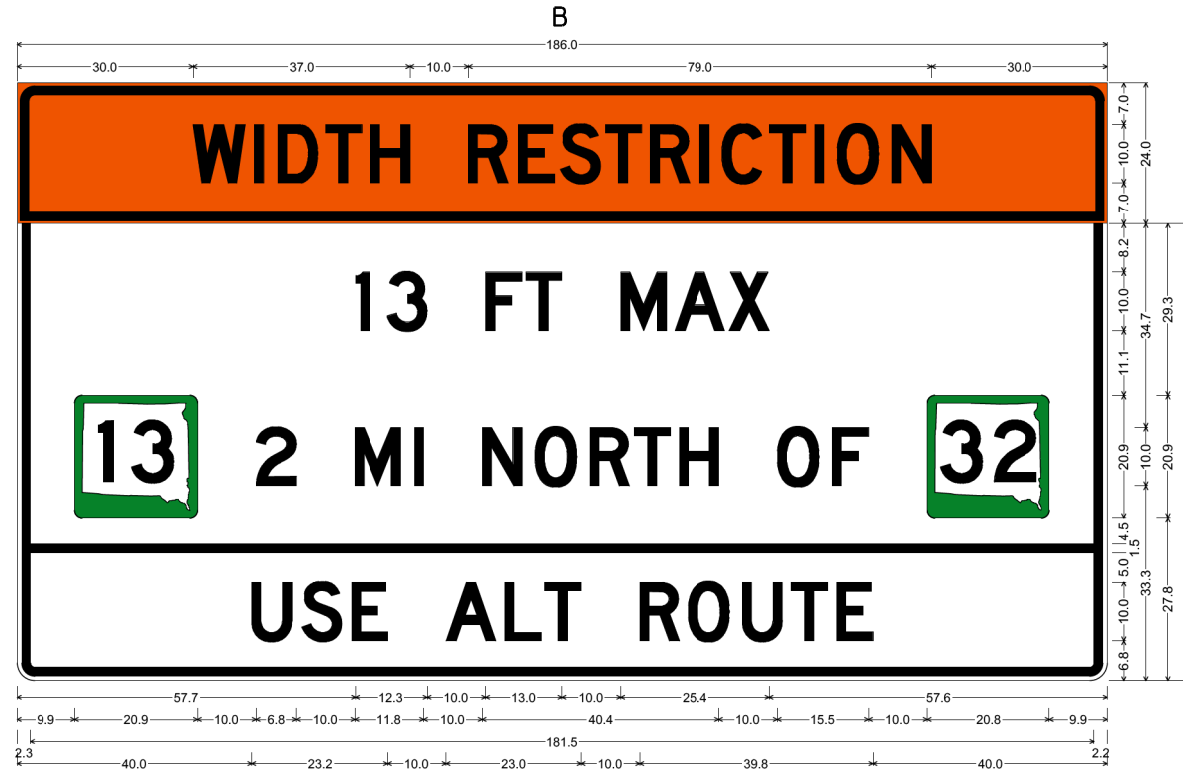 B
186.0
30.0 37.0 10.0 79.0 30.0
WIDTH RESTRICTION
7.0 10.0 7.0
24.0
13 FT MAX
8.2 10.0 11.1 20.9 4.5 1.5 5.0 10.0 6.8
34.7 10.0 33.3
29.3 20.9 27.8
13 2 MI NORTH OF 32
USE ALT ROUTE
57.7 12.3 10.0 13.0 10.0 25.4 57.6
9.9 20.9 10.0 6.8 10.0 11.8 10.0 40.4 10.0 15.5 10.0 20.8 9.9
2.3 181.5 2.2
40.0 23.2 10.0 23.0 10.0 39.8 40.0